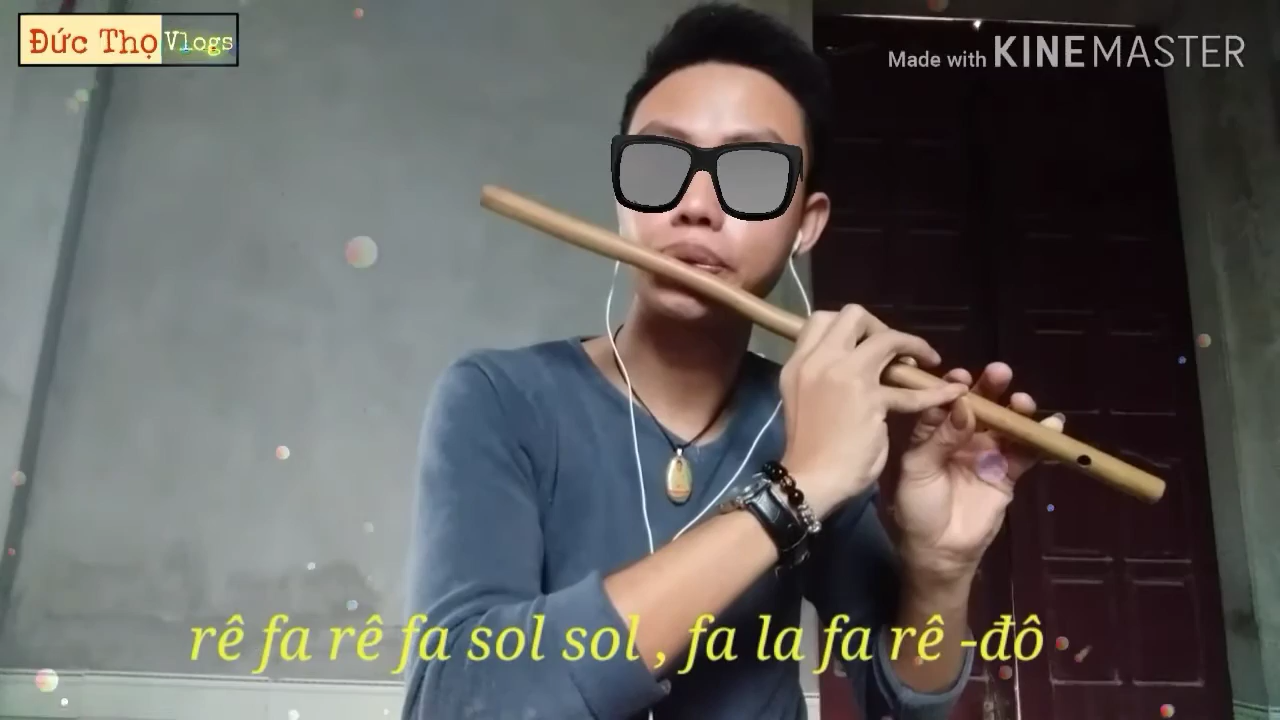 Đức Thọ Vlogs
Made with KINEMASTER
rê fa rê fa sol sol , fa la fa rê -đô